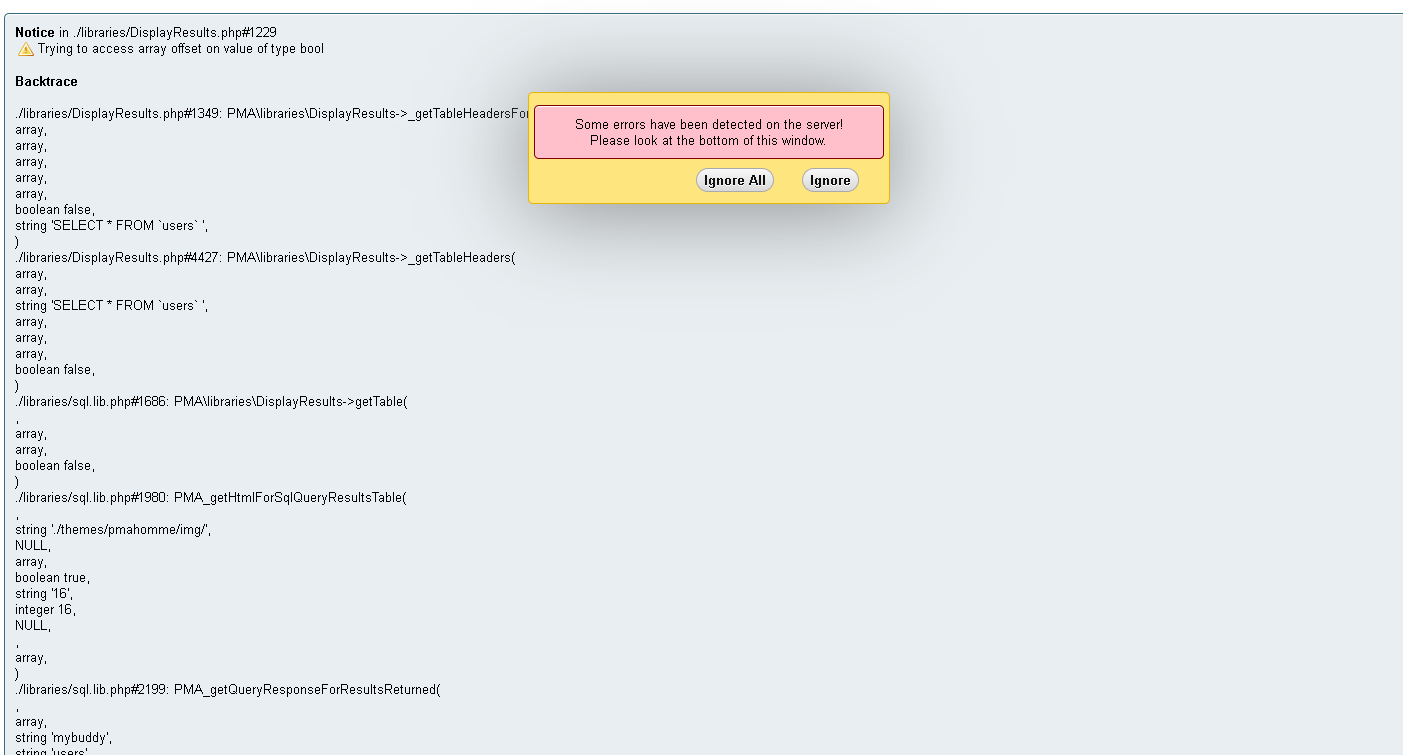 Notice in ./libraries/DisplayResults.php#1229
Trying to access array offset on value of type bool
Backtrace
./libraries/DisplayResults.php#1349: PMA\libraries\DisplayResults->_getTableHeadersFor
array,
array,
array,
array,
array,
boolean false,
string 'SELECT * FROM `users` ',
)
./libraries/DisplayResults.php#4427: PMA\libraries\DisplayResults->_getTableHeaders(
array,
array,
string 'SELECT * FROM `users` ',
array,
array,
array,
boolean false,
)
./libraries/sql.lib.php#1686: PMA\libraries\DisplayResults->getTable(
,
array,
array,
boolean false,
)
./libraries/sql.lib.php#1980: PMA_getHtmlForSqlQueryResultsTable(
,
string './themes/pmahomme/img/',
NULL,
array,
boolean true,
string '16',
integer 16,
NULL,
,
array,
)
./libraries/sql.lib.php#2199: PMA_getQueryResponseForResultsReturned(
,
array,
string 'mybuddy',
string 'users'
Some errors have been detected on the server!
Please look at the bottom of this window.
Ignore All
Ignore